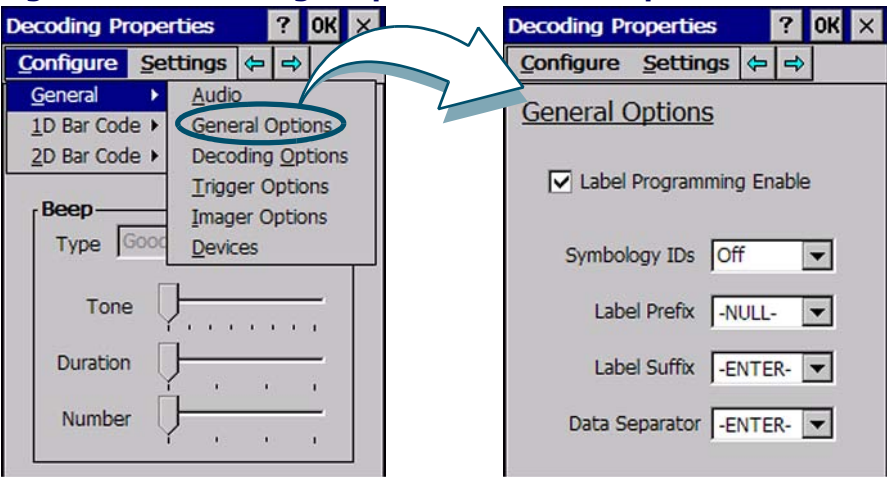 Decoding Properties ? OK ×
Configure Settings
General Audio
1D Bar Code General Options
2D Bar Code Decoding Options
Trigger Options
Imager Options
Devices
Beep
Type Good
Tone
Duration
Number
Decoding Properties ? OK ×
Configure Settings
General Options
Label Programming Enable
Symbology IDs Off
Label Prefix -NULL-
Label Suffix -ENTER-
Data Separator -ENTER-